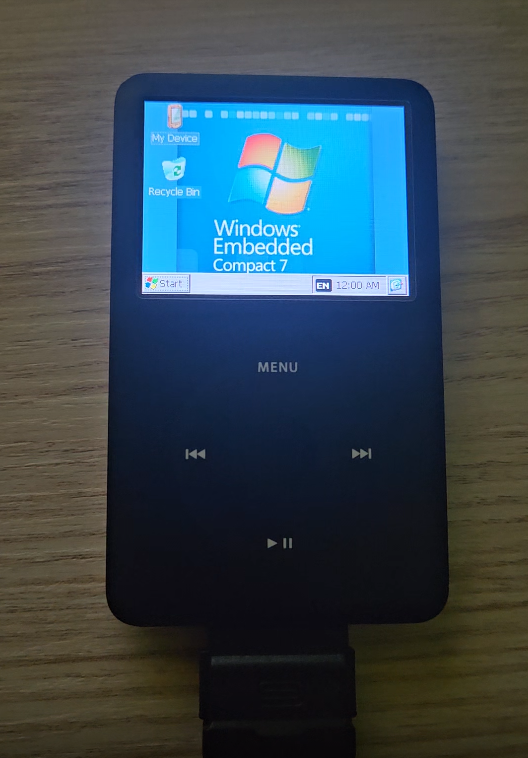 My Device
Recycle Bin
Windows
Embedded
Compact 7
Start
EN 12:00 AM
MENU